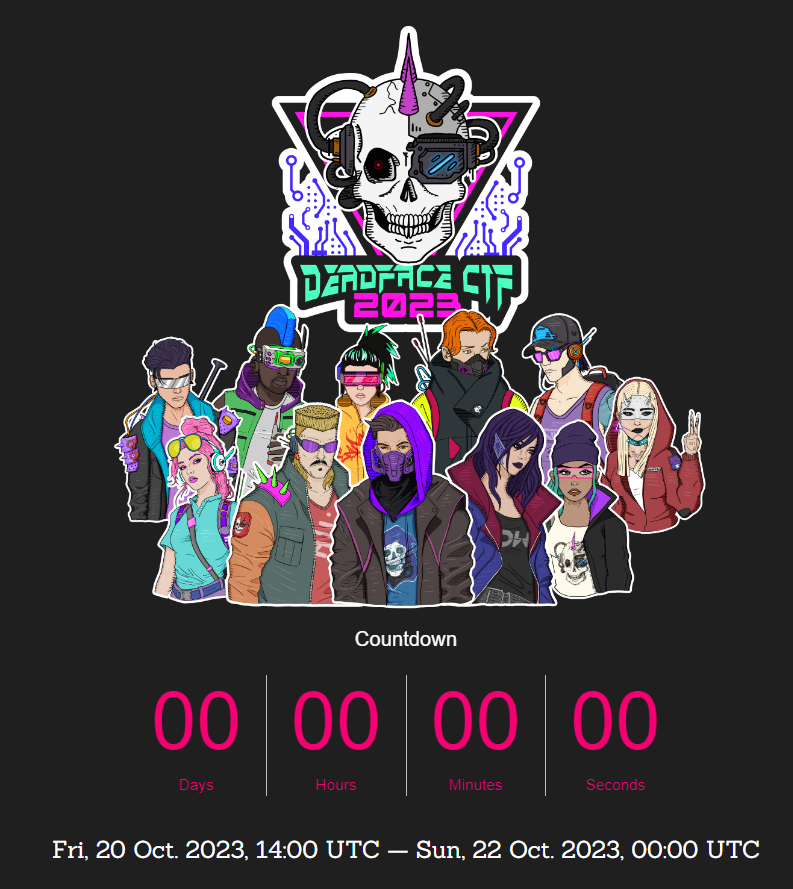 DEADFACE CTF
2023
Countdown
00 00 00 00
Days Hours Minutes Seconds
Fri, 20 Oct. 2023, 14:00 UTC — Sun, 22 Oct. 2023, 00:00 UTC